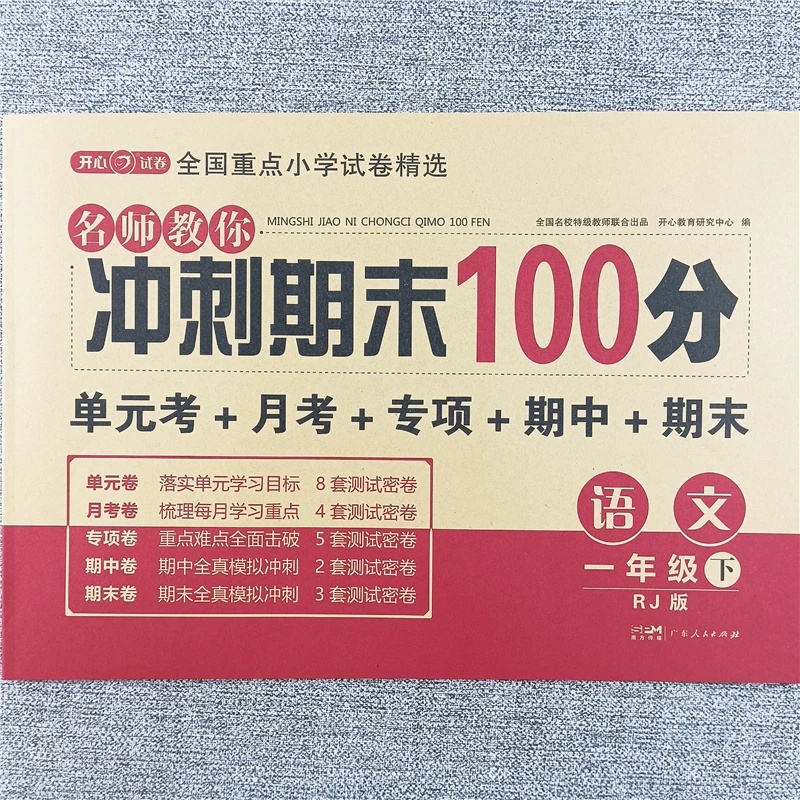 开心试卷 全国重点小学试卷精选
名师教你 MINGSHI JIAO NI CHONGCI QIMO 100 FEN 全国名校特级教师联合出品 开心教育研究中心 编
冲刺期末100分
单元考 + 月考 + 专项 + 期中 + 期末
单元卷 落实单元学习目标 8 套测试密卷
月考卷 梳理每月学习重点 4 套测试密卷
专项卷 重点难点全面击破 5 套测试密卷
期中卷 期中全真模拟冲刺 2 套测试密卷
期末卷 期末全真模拟冲刺 3 套测试密卷
语文
一年级下
RJ版
SPM 南方传媒 广东人民出版社